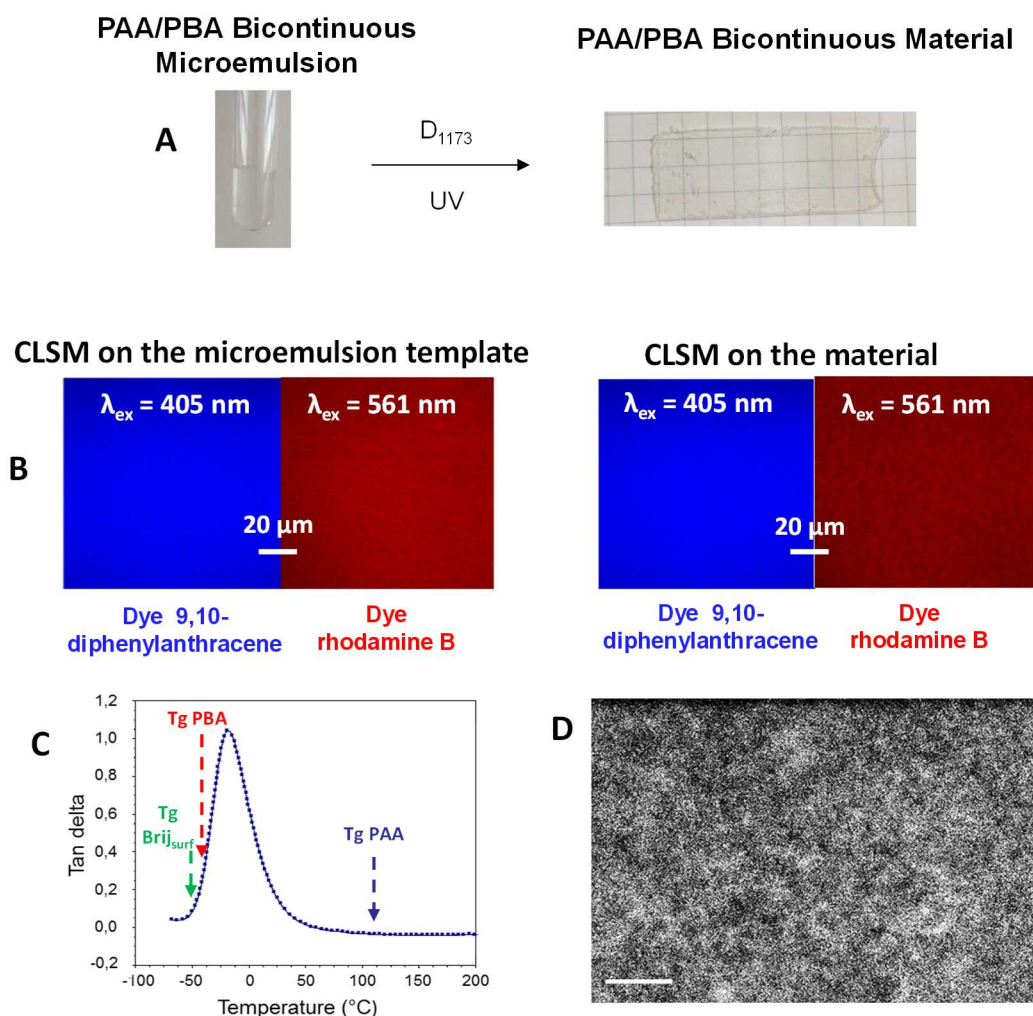 PAA/PBA Bicontinuous
Microemulsion
PAA/PBA Bicontinuous Material
A
D1173
UV
CLSM on the microemulsion template
CLSM on the material
B
λex = 405 nm
λex = 561 nm
20 µm
λex = 405 nm
λex = 561 nm
20 µm
Dye 9,10-
diphenylanthracene
Dye
rhodamine B
Dye 9,10-
diphenylanthracene
Dye
rhodamine B
C
Tan delta
1,2
1,0
0,8
0,6
0,4
0,2
0,0
-0,2
Tg PBA
Tg
Brijsurf
Tg PAA
-100
-50
0
50
100
150
200
Temperature (°C)
D